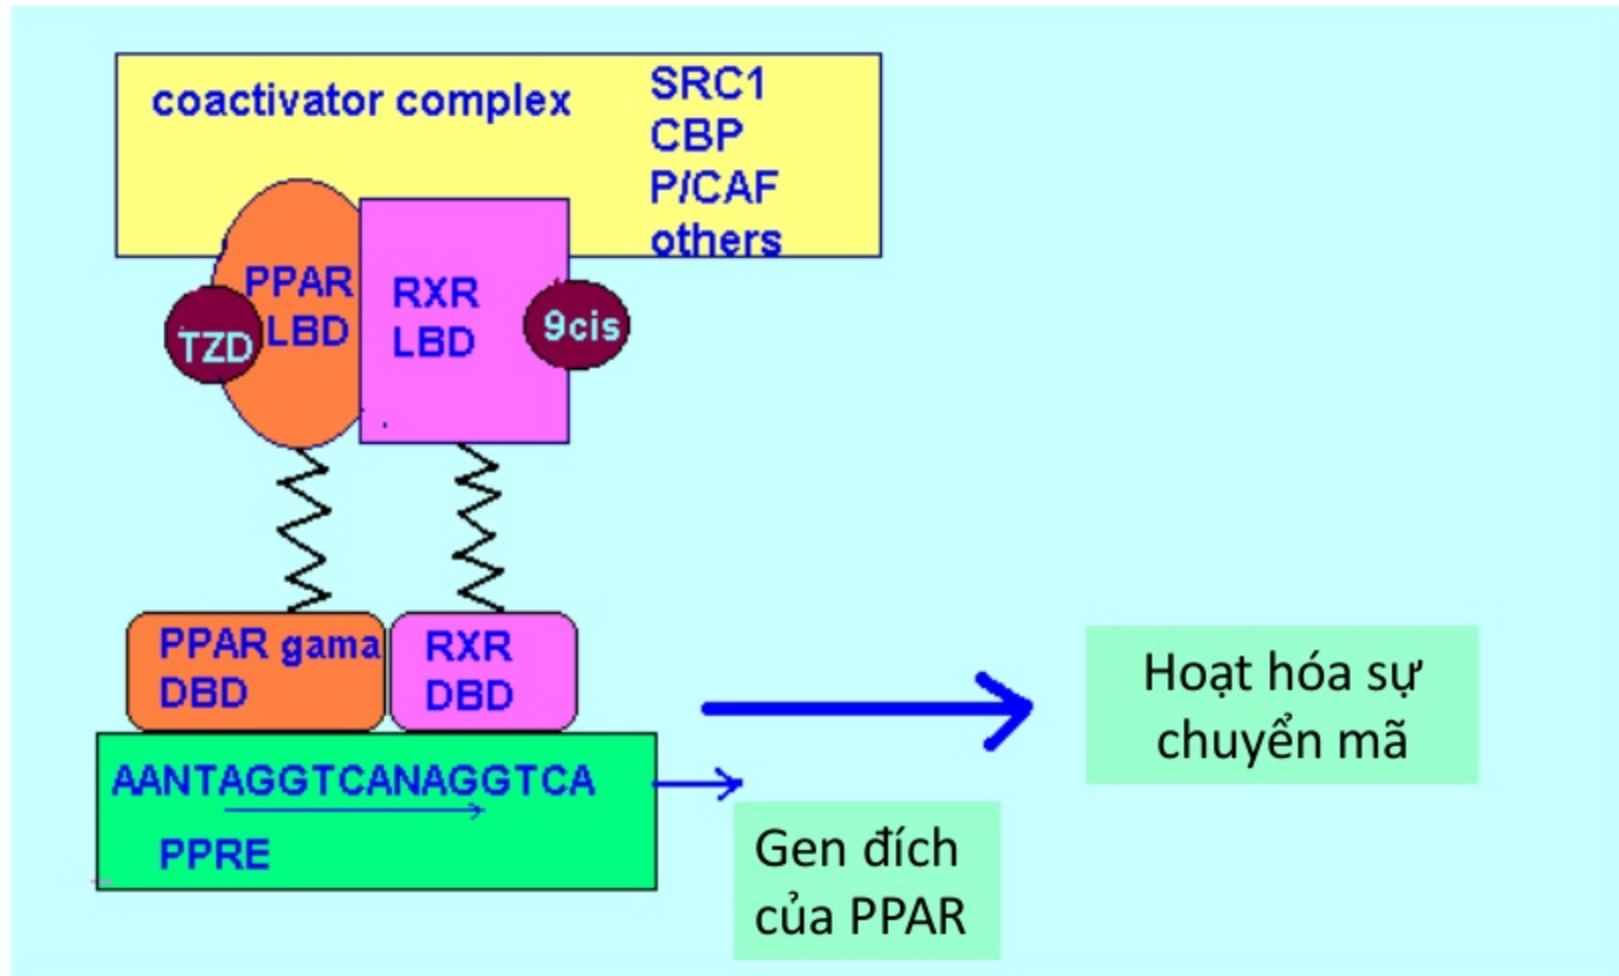 coactivator complex
SRC1
CBP
P/CAF
others
PPAR
LBD
TZD
RXR
LBD
9cis
PPAR gama
DBD
RXR
DBD
AANTAGGTCANAGGTCA
PPRE
Gen đích
của PPAR
Hoạt hóa sự
chuyển mã